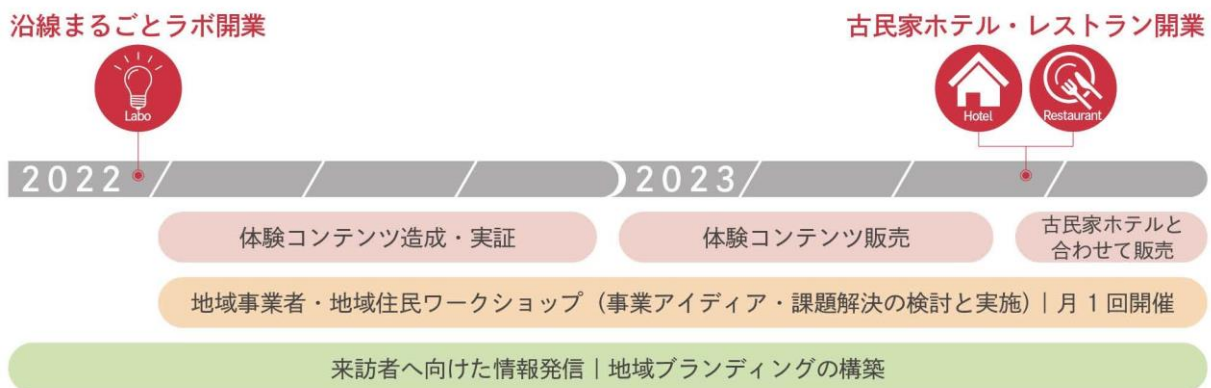 沿線まるごとラボ開業
古民家ホテル・レストラン開業
Labo
Hotel
Restaurant
2022
2023
体験コンテンツ造成・実証
体験コンテンツ販売
古民家ホテルと
合わせて販売
地域事業者・地域住民ワークショップ（事業アイディア・課題解決の検討と実施）｜月1回開催
来訪者へ向けた情報発信｜地域ブランディングの構築